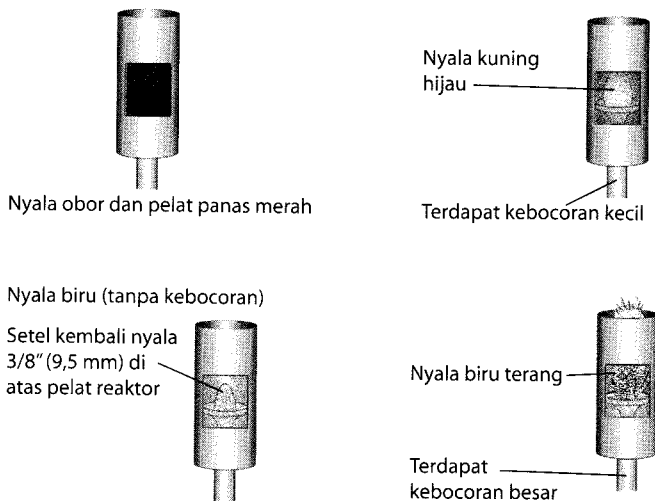 Nyala obor dan pelat panas merah
Nyala kuning
hijau
Terdapat kebocoran kecil
Nyala biru (tanpa kebocoran)
Setel kembali nyala
3/8" (9,5 mm) di
atas pelat reaktor
Nyala biru terang
Terdapat
kebocoran besar